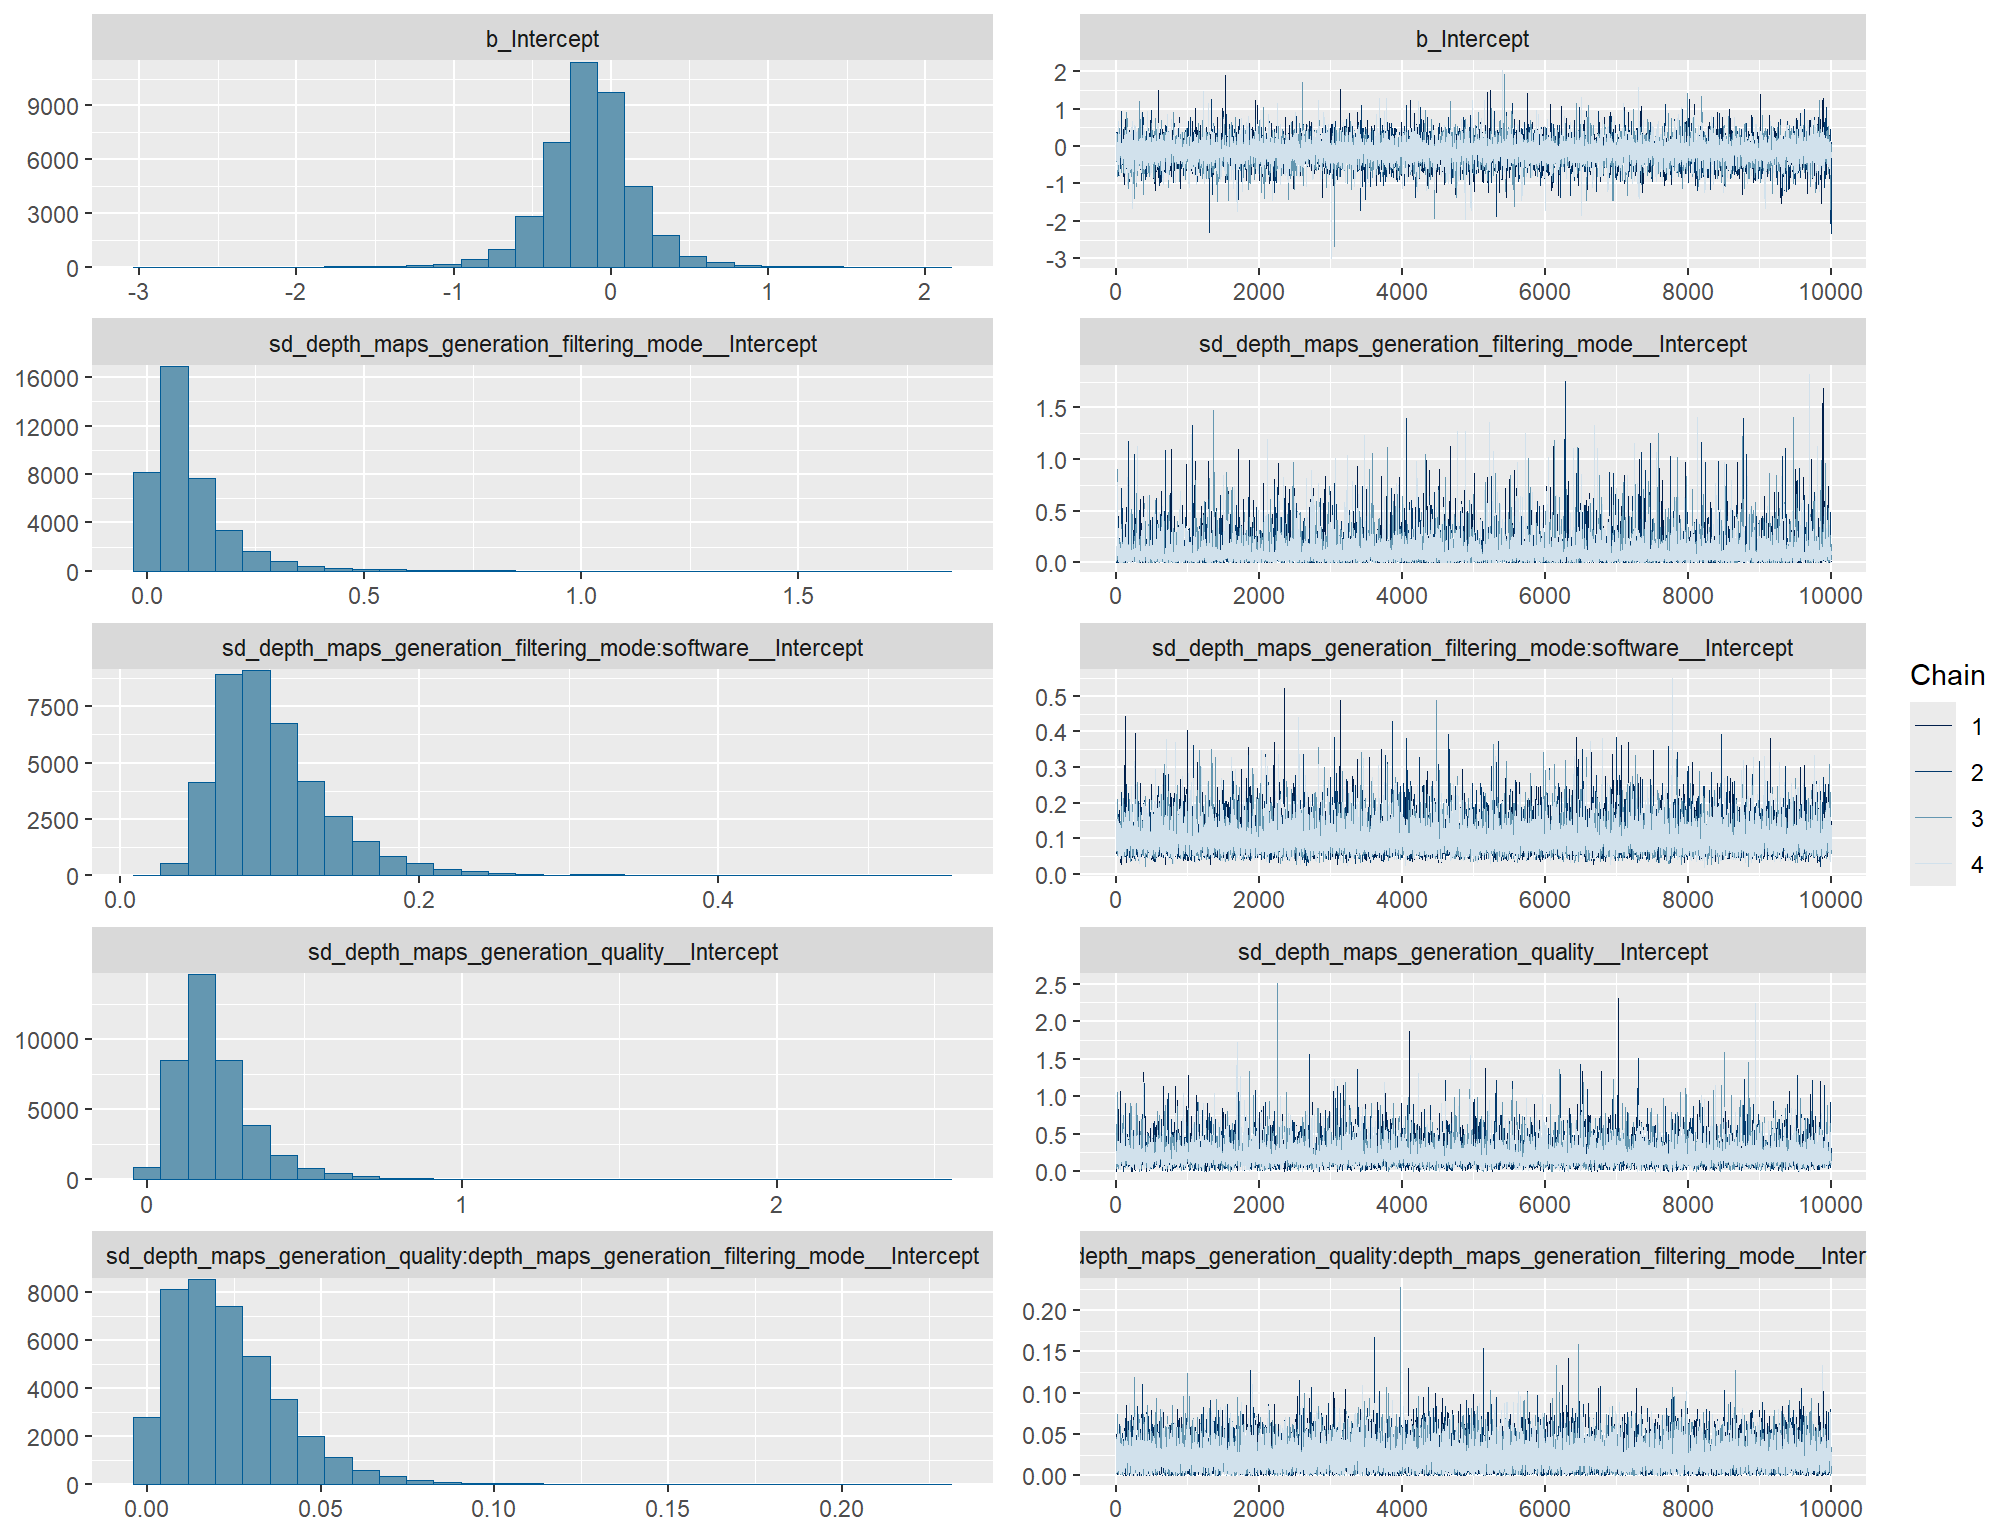 b_Intercept
9000
6000
3000
0
-3 -2 -1 0 1 2
b_Intercept
2
1
0
-1
-2
-3
0 2000 4000 6000 8000 10000
sd_depth_maps_generation_filtering_mode__Intercept
16000
12000
8000
4000
0
0.0 0.5 1.0 1.5
sd_depth_maps_generation_filtering_mode__Intercept
1.5
1.0
0.5
0.0
0 2000 4000 6000 8000 10000
sd_depth_maps_generation_filtering_mode:software__Intercept
7500
5000
2500
0
0.0 0.2 0.4
sd_depth_maps_generation_filtering_mode:software__Intercept
0.5
0.4
0.3
0.2
0.1
0.0
0 2000 4000 6000 8000 10000
sd_depth_maps_generation_quality__Intercept
10000
5000
0
0 1 2
sd_depth_maps_generation_quality__Intercept
2.5
2.0
1.5
1.0
0.5
0.0
0 2000 4000 6000 8000 10000
sd_depth_maps_generation_quality:depth_maps_generation_filtering_mode__Intercept
8000
6000
4000
2000
0
0.00 0.05 0.10 0.15 0.20
depth_maps_generation_quality:depth_maps_generation_filtering_mode__Inter
0.20
0.15
0.10
0.05
0.00
0 2000 4000 6000 8000 10000
Chain
1
2
3
4